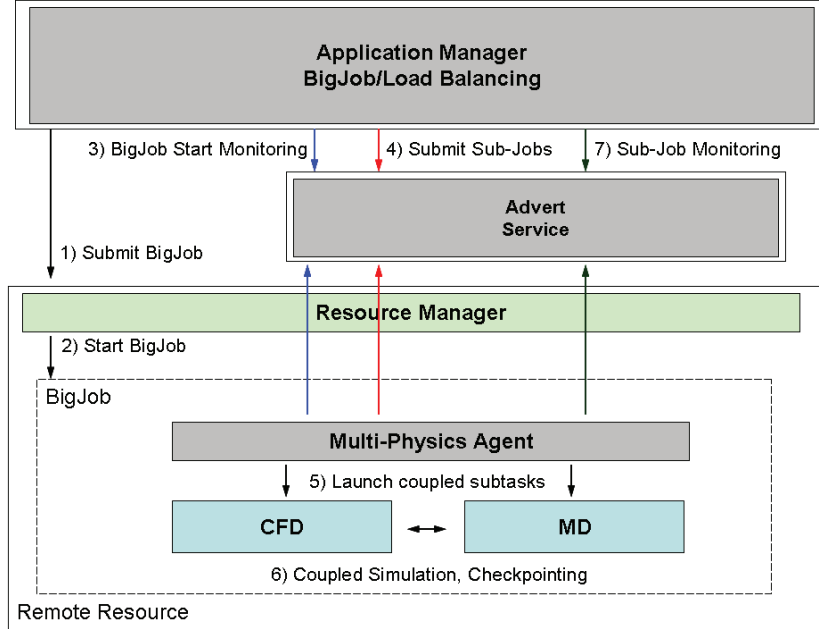 Application Manager
BigJob/Load Balancing
3) BigJob Start Monitoring
4) Submit Sub-Jobs
7) Sub-Job Monitoring
Advert
Service
1) Submit BigJob
Resource Manager
2) Start BigJob
BigJob
Multi-Physics Agent
5) Launch coupled subtasks
CFD
MD
6) Coupled Simulation, Checkpointing
Remote Resource